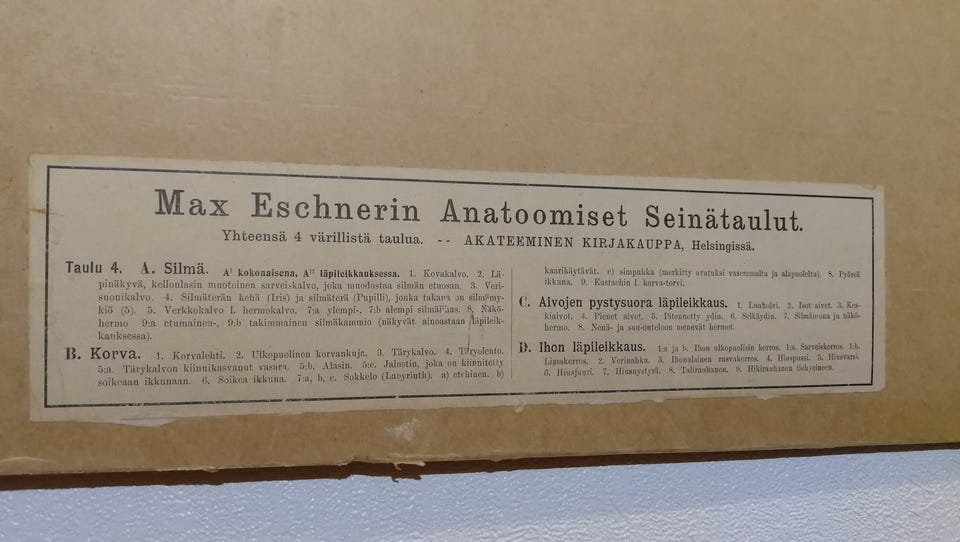 Max Eschnerin Anatoomiset Seinätaulut.
Yhteensä 4 värillistä taulua. -- AKATEEMINEN KIRJAKAUPPA, Helsingissä.
Taulu 4. A. Silmä. A¹ kokonaisena, A¹¹ läpileikkauksessa. 1. Kovakalvo. 2. Lä-
pinäkyvä, kellonlasin muotoinen sarveiskalvo, joka muodostaa silmän etuosan. 3. Veri-
suonikalvo. 4. Silmäterän kehä (Iris) ja silmäterä (Pupilli), jonka takana on silmämy-
kiö (5). 5. Verkkokalvo l. hermokalvo. 7:a ylempi-, 7:b alempi silmä 8. Näkö-
hermo 9:a etumainen-, 9:b takimmainen silmäkammio (näkyvät ainoastaan läpileik-
kauksessa).
B. Korva. 1. Korvalehti. 2. Ulkopuolinen korvankuja. 3. Tärykalvo. 4. Täryolento.
5:a. Tärykalvon kiinnikasvanut vasara. 5:b. Alasin. 5:c. Jalustin, joka on kiinnitetty
soikeaan ikkunaan. 6. Soikea ikkuna. 7:a, b, c. Sokkelo (Labyrinth). a) eteinen. b)
kaarikäytävät. c) simpukka (merkitty avatuksi vasemmalta ja alapuolelta). 8. Pyöreä
ikkuna. 9. Eustachin l. korva-torvi.
C. Aivojen pystysuora läpileikkaus. 1. Luuholvi. 2. Isot aivot. 3. Kes-
kiaivot. 4. Pienet aivot. 5. Pitennetty ydin. 6. Selkäydin. 7. Silmämuna ja näkö-
hermo. 8. Nenä- ja suu-onteloon menevät hermot.
D. Ihon läpileikkaus. 1:a ja b. Ihon ulkopuolisin kerros. 1:a. Sarveiskerros. 1:b.
Limakerros. 2. Verinahka. 3. Ihonalainen rasvakerros. 4. Hiuspussi. 5. Hiusvarsi.
6. Hiusjuuri. 7. Hiusnystyrä. 8. Talirauhanen. 9. Hikirauhanen tiehyeineen.